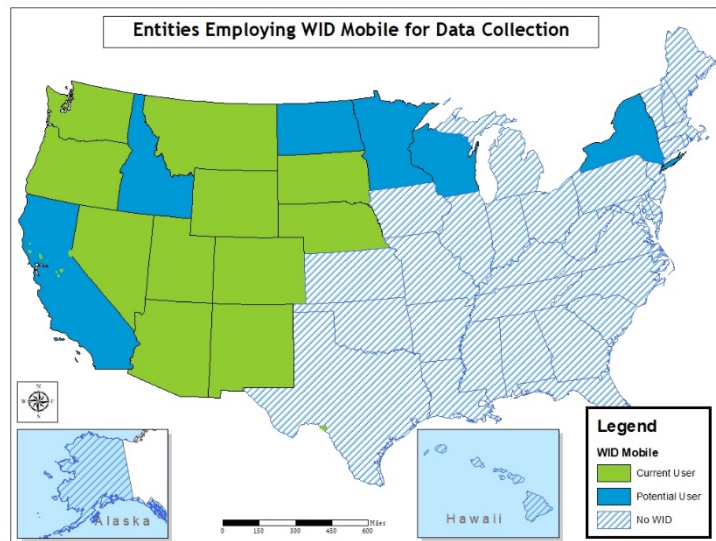 Entities Employing WID Mobile for Data Collection
N
W
E
S
Alaska
Miles
0
150
300
450
600
Hawaii
Legend
WID Mobile
Current User
Potential User
No WID